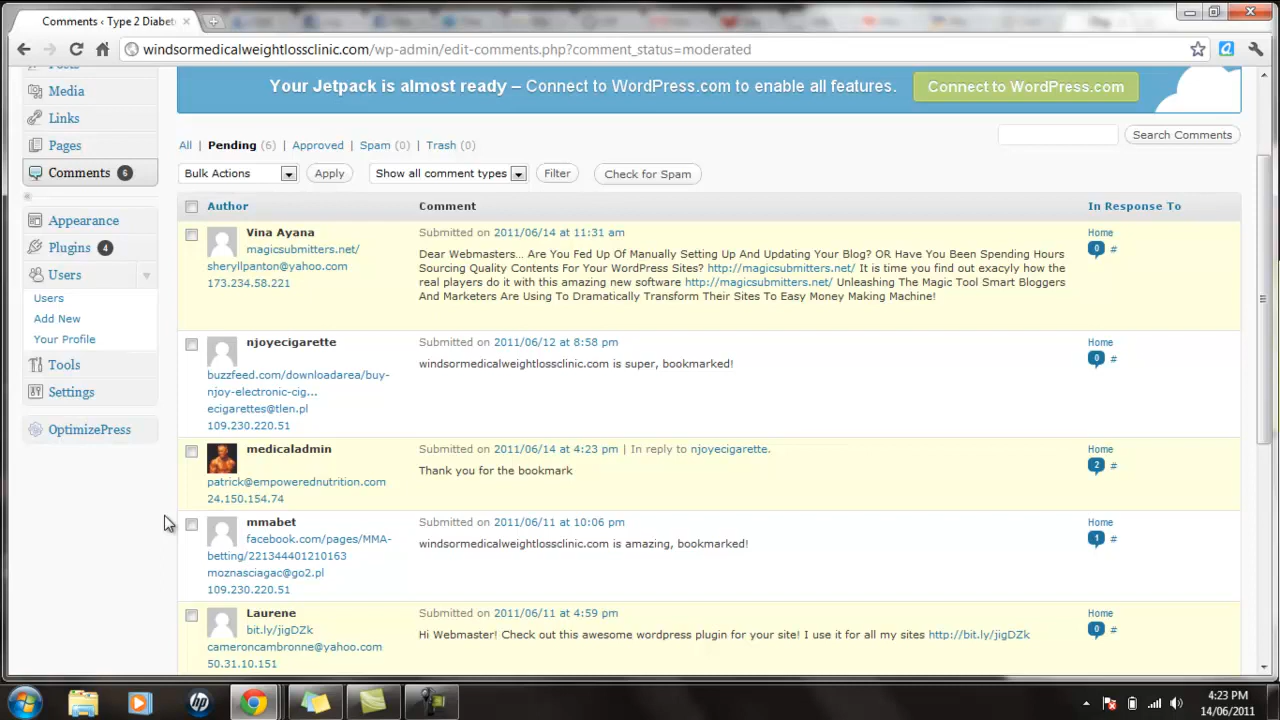 Comments ‹ Type 2 Diabet
windsormedicalweightlossclinic.com/wp-admin/edit-comments.php?comment_status=moderated
Media
Links
Pages
Comments 6
Appearance
Plugins 4
Users
Users
Add New
Your Profile
Tools
Settings
OptimizePress
Your Jetpack is almost ready – Connect to WordPress.com to enable all features.
Connect to WordPress.com
All | Pending (6) | Approved | Spam (0) | Trash (0)
Search Comments
Bulk Actions Apply Show all comment types Filter Check for Spam
Author Comment In Response To
Vina Ayana
magicsubmitters.net/
sheryllpanton@yahoo.com
173.234.58.221
Submitted on 2011/06/14 at 11:31 am
Dear Webmasters... Are You Fed Up Of Manually Setting Up And Updating Your Blog? OR Have You Been Spending Hours
Sourcing Quality Contents For Your WordPress Sites? http://magicsubmitters.net/ It is time you find out exacyly how the
real players do it with this amazing new software http://magicsubmitters.net/ Unleashing The Magic Tool Smart Bloggers
And Marketers Are Using To Dramatically Transform Their Sites To Easy Money Making Machine!
Home
0 #
njoyecigarette
buzzfeed.com/downloadarea/buy-
njoy-electronic-cig...
ecigarettes@tlen.pl
109.230.220.51
Submitted on 2011/06/12 at 8:58 pm
windsormedicalweightlossclinic.com is super, bookmarked!
Home
0 #
medicaladmin
patrick@empowerednutrition.com
24.150.154.74
Submitted on 2011/06/14 at 4:23 pm | In reply to njoyecigarette.
Thank you for the bookmark
Home
2 #
mmabet
facebook.com/pages/MMA-
betting/221344401210163
moznasciagac@go2.pl
109.230.220.51
Submitted on 2011/06/11 at 10:06 pm
windsormedicalweightlossclinic.com is amazing, bookmarked!
Home
1 #
Laurene
bit.ly/jigDZk
cameroncambronne@yahoo.com
50.31.10.151
Submitted on 2011/06/11 at 4:59 pm
Hi Webmaster! Check out this awesome wordpress plugin for your site! I use it for all my sites http://bit.ly/jigDZk
Home
0 #
hp
4:23 PM
14/06/2011